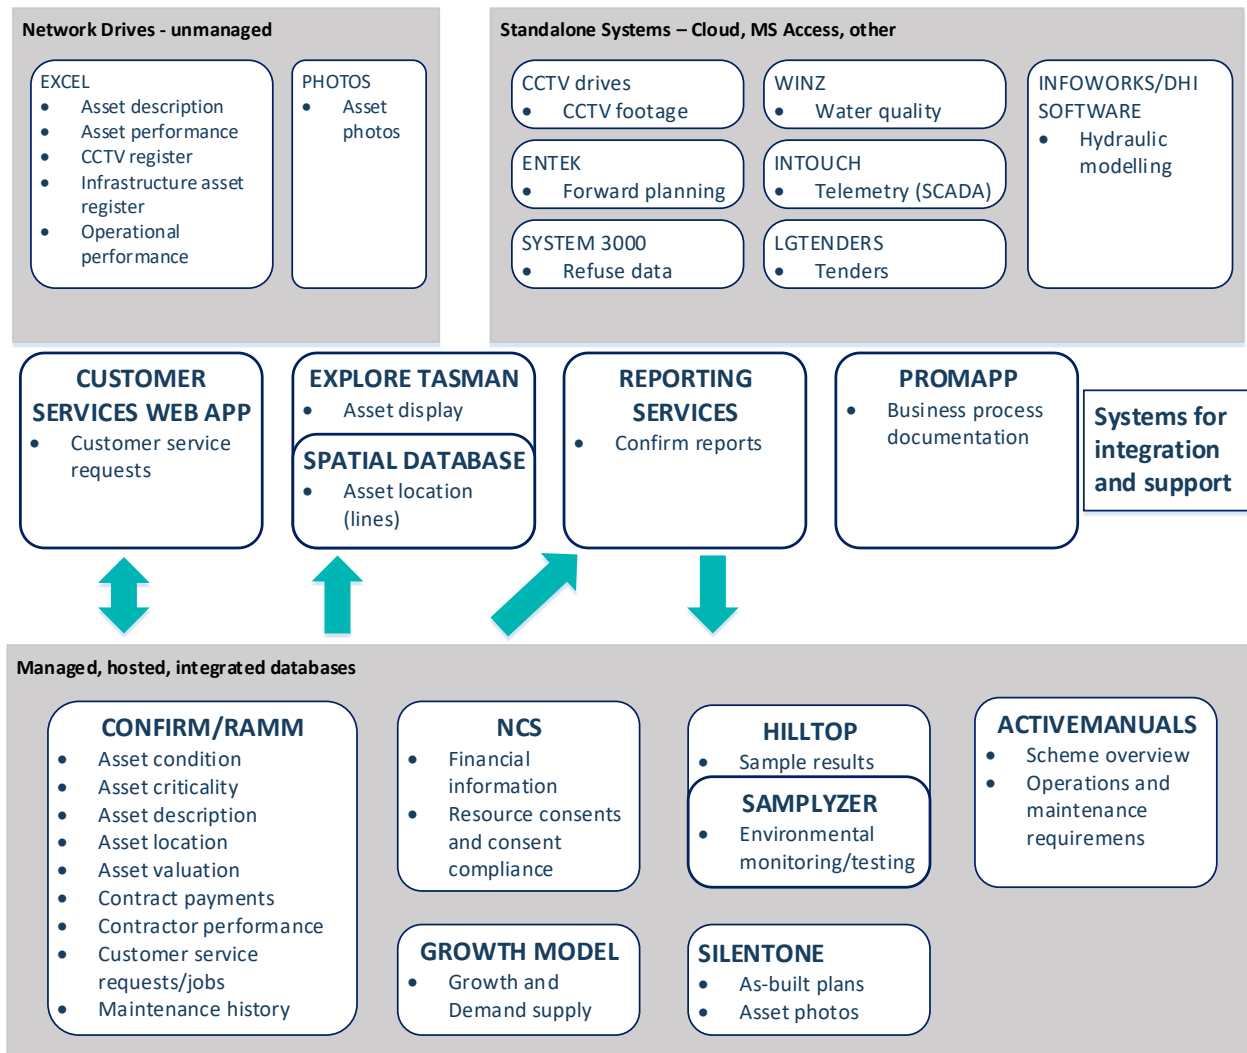 Network Drives - unmanaged
EXCEL
• Asset description
• Asset performance
• CCTV register
• Infrastructure asset
register
• Operational
performance
PHOTOS
• Asset
photos
Standalone Systems – Cloud, MS Access, other
CCTV drives
• CCTV footage
WINZ
• Water quality
INFOWORKS/DHI
SOFTWARE
• Hydraulic
modelling
ENTEK
• Forward planning
INTOUCH
• Telemetry (SCADA)
SYSTEM 3000
• Refuse data
LGTENDERS
• Tenders
CUSTOMER
SERVICES WEB APP
• Customer service
requests
EXPLORE TASMAN
• Asset display
SPATIAL DATABASE
• Asset location
(lines)
REPORTING
SERVICES
• Confirm reports
PROMAPP
• Business process
documentation
Systems for
integration
and support
Managed, hosted, integrated databases
CONFIRM/RAMM
• Asset condition
• Asset criticality
• Asset description
• Asset location
• Asset valuation
• Contract payments
• Contractor performance
• Customer service
requests/jobs
• Maintenance history
NCS
• Financial
information
• Resource consents
and consent
compliance
HILLTOP
• Sample results
SAMPLYZER
• Environmental
monitoring/testing
ACTIVEMANUALS
• Scheme overview
• Operations and
maintenance
requiremens
GROWTH MODEL
• Growth and
Demand supply
SILENTONE
• As-built plans
• Asset photos